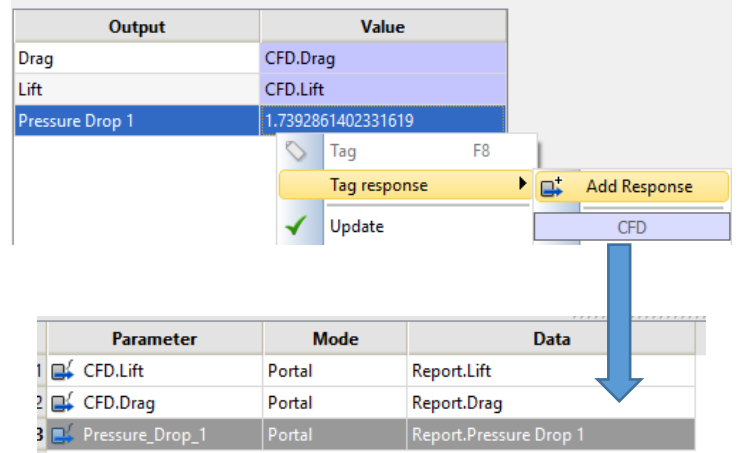 Output Value
Drag CFD.Drag
Lift CFD.Lift
Pressure Drop 1 1.7392861402331619
Tag F8
Tag response Add Response
Update CFD
Parameter Mode Data
1 CFD.Lift Portal Report.Lift
2 CFD.Drag Portal Report.Drag
3 Pressure_Drop_1 Portal Report.Pressure Drop 1